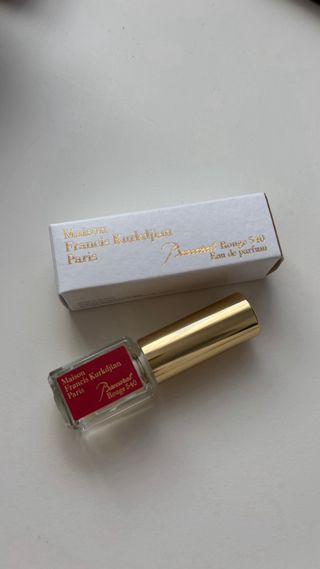 Maison
Francis Kurkdjian
Paris
Baccarat Rouge 540
Eau de parfum
Maison
Francis Kurkdjian
Paris
Baccarat
Rouge 540